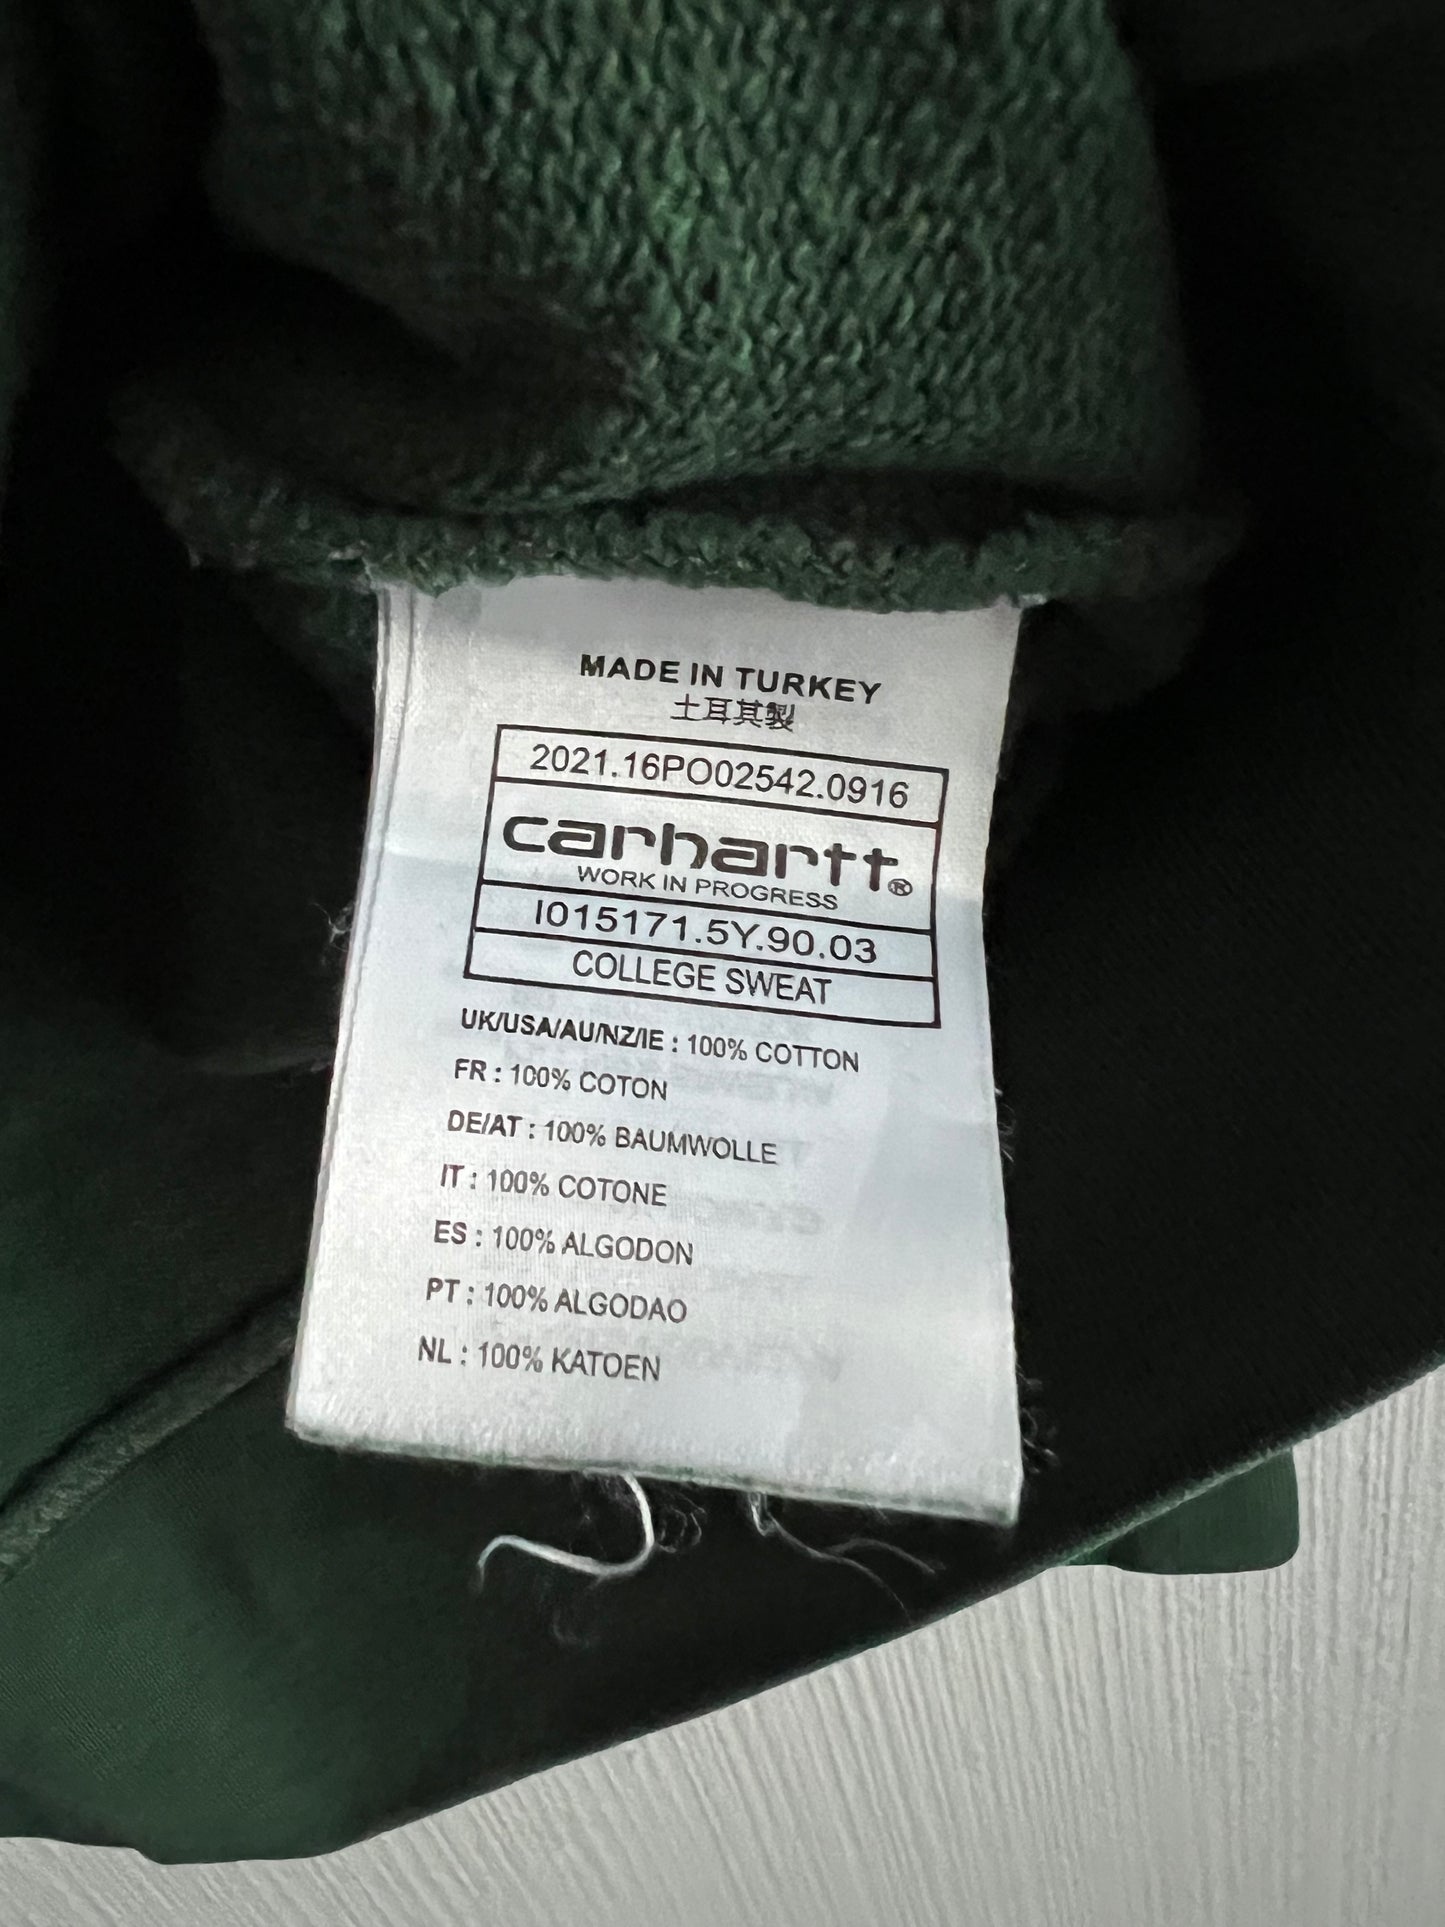 MADE IN TURKEY
土耳其製
2021.16PO02542.0916
carhartt®
WORK IN PROGRESS
I015171.5Y.90.03
COLLEGE SWEAT
UK/USA/AU/NZ/IE : 100% COTTON
FR : 100% COTON
DE/AT : 100% BAUMWOLLE
IT : 100% COTONE
ES : 100% ALGODON
PT : 100% ALGODAO
NL : 100% KATOEN